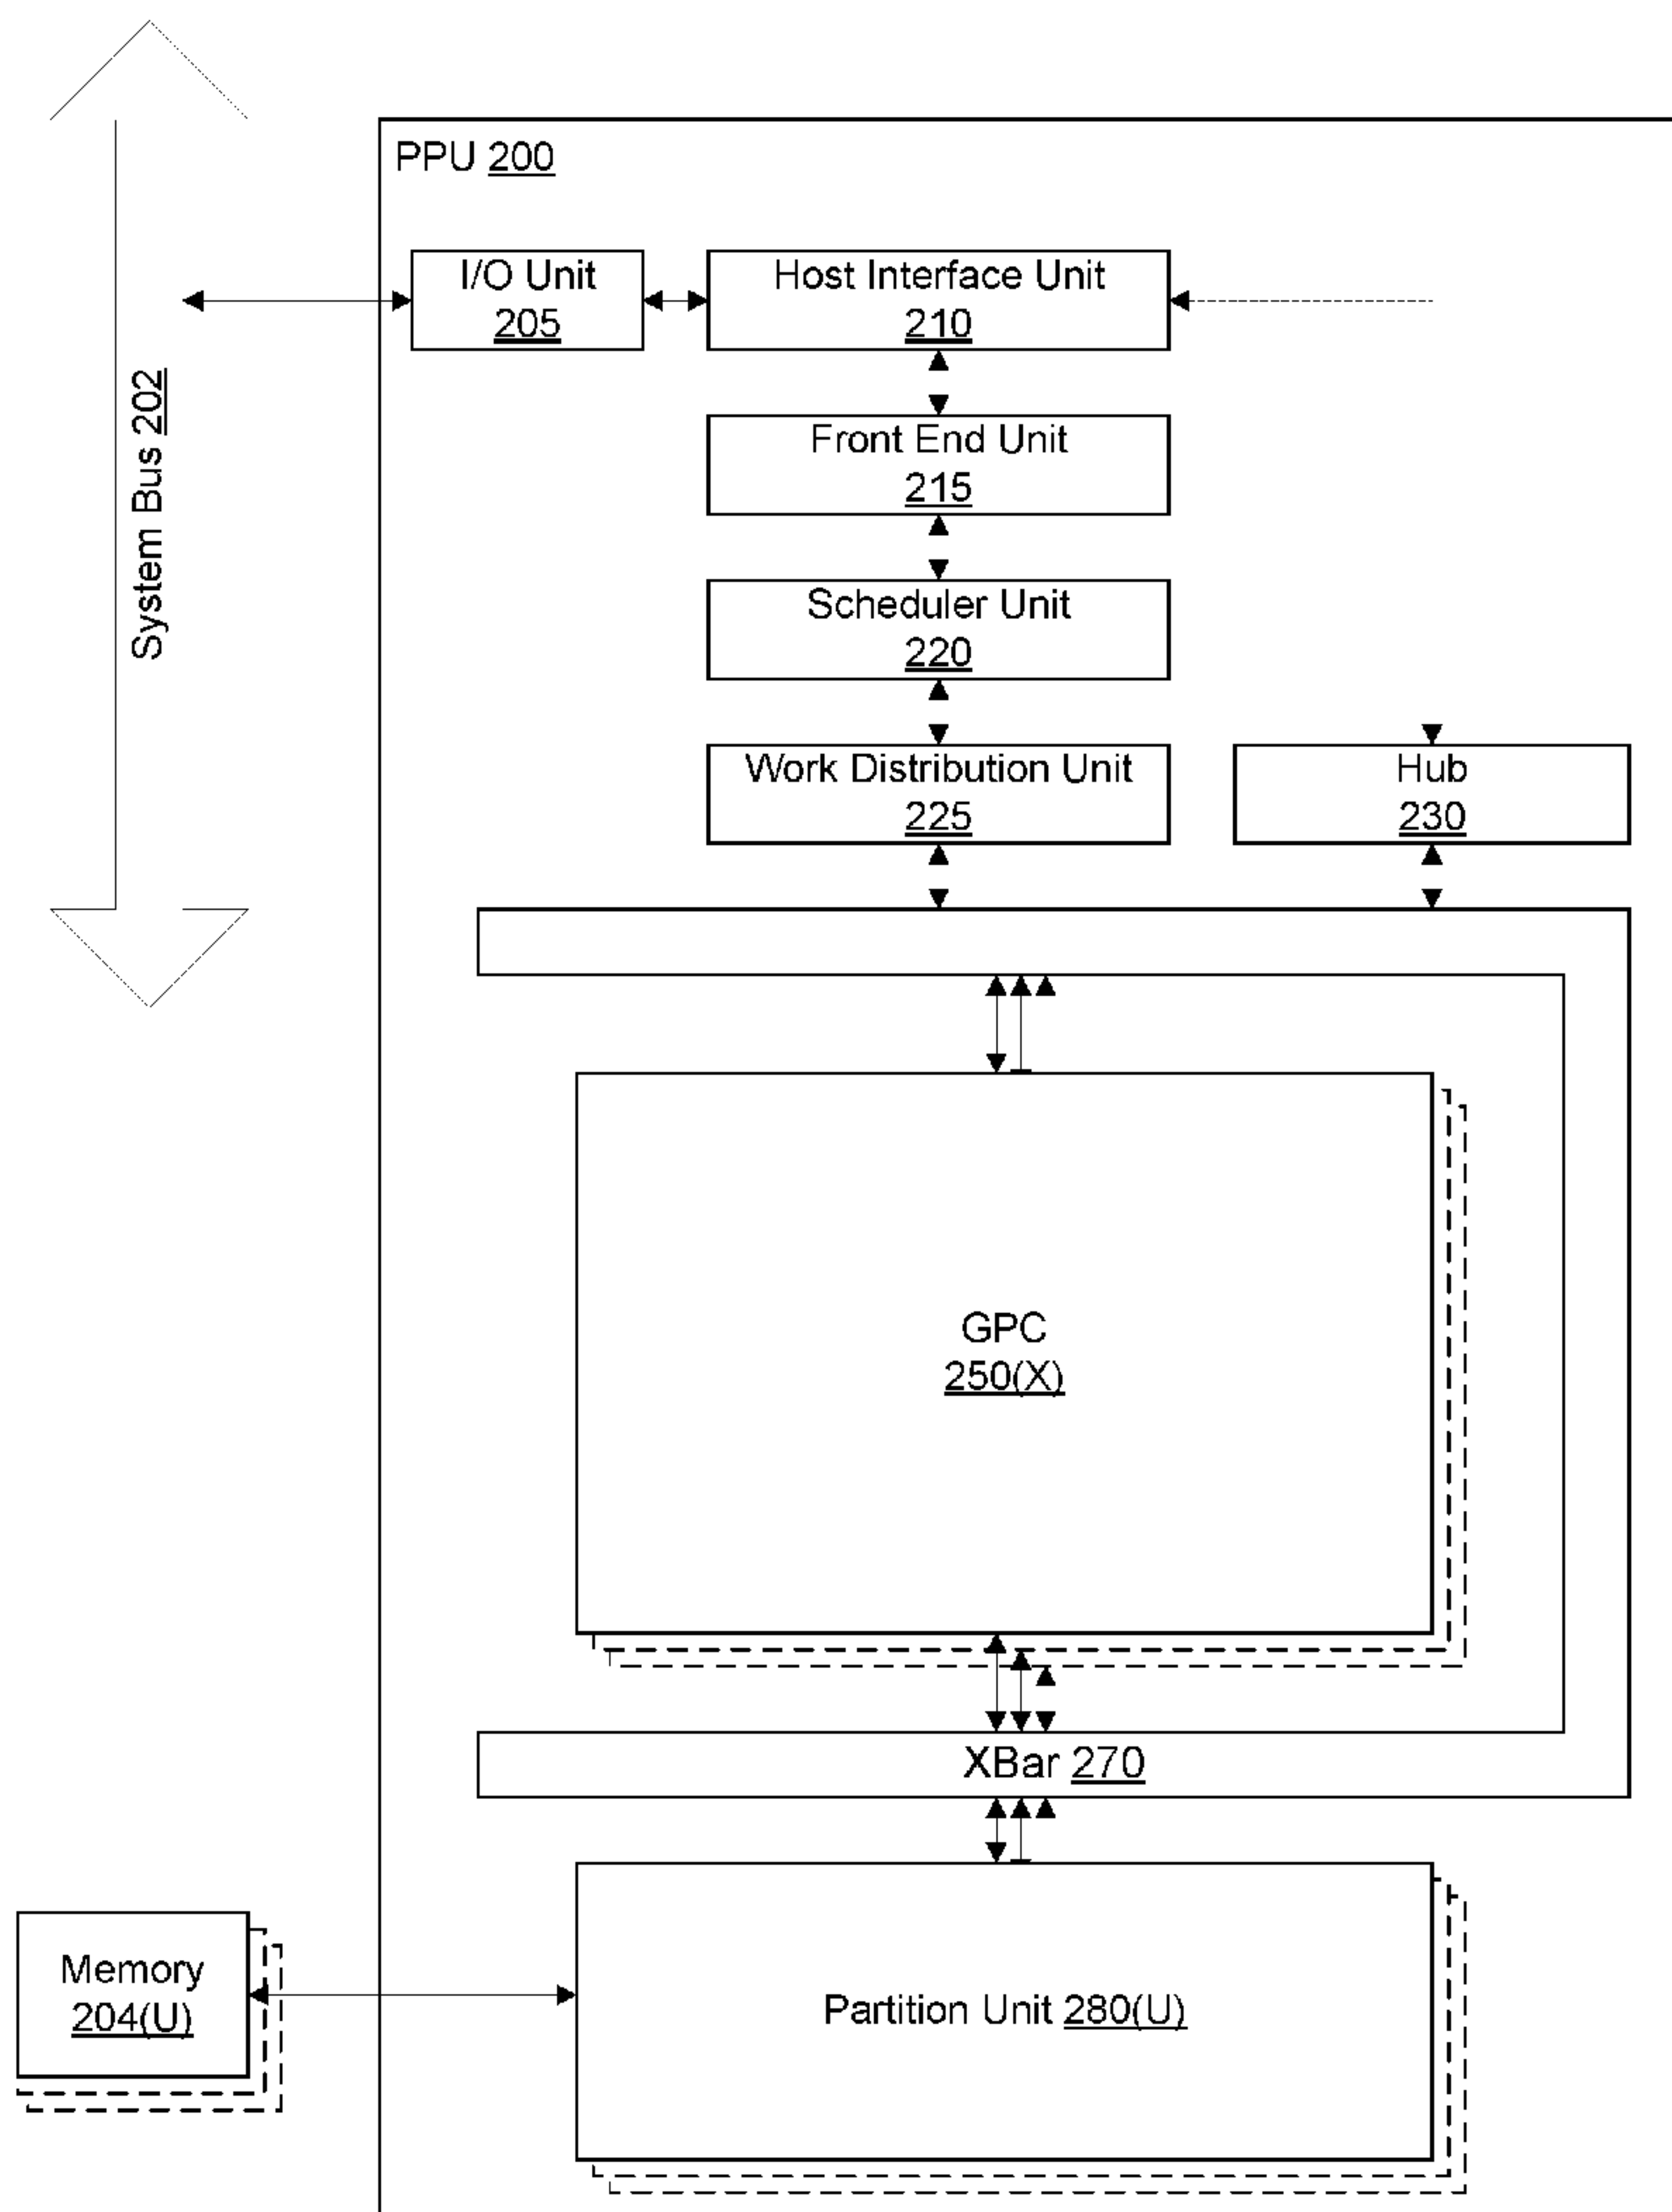 PPU 200
I/O Unit
205
Host Interface Unit
210
System Bus 202
Front End Unit
215
Scheduler Unit
220
Work Distribution Unit
225
Hub
230
GPC
250(X)
XBar 270
Memory
204(U)
Partition Unit 280(U)